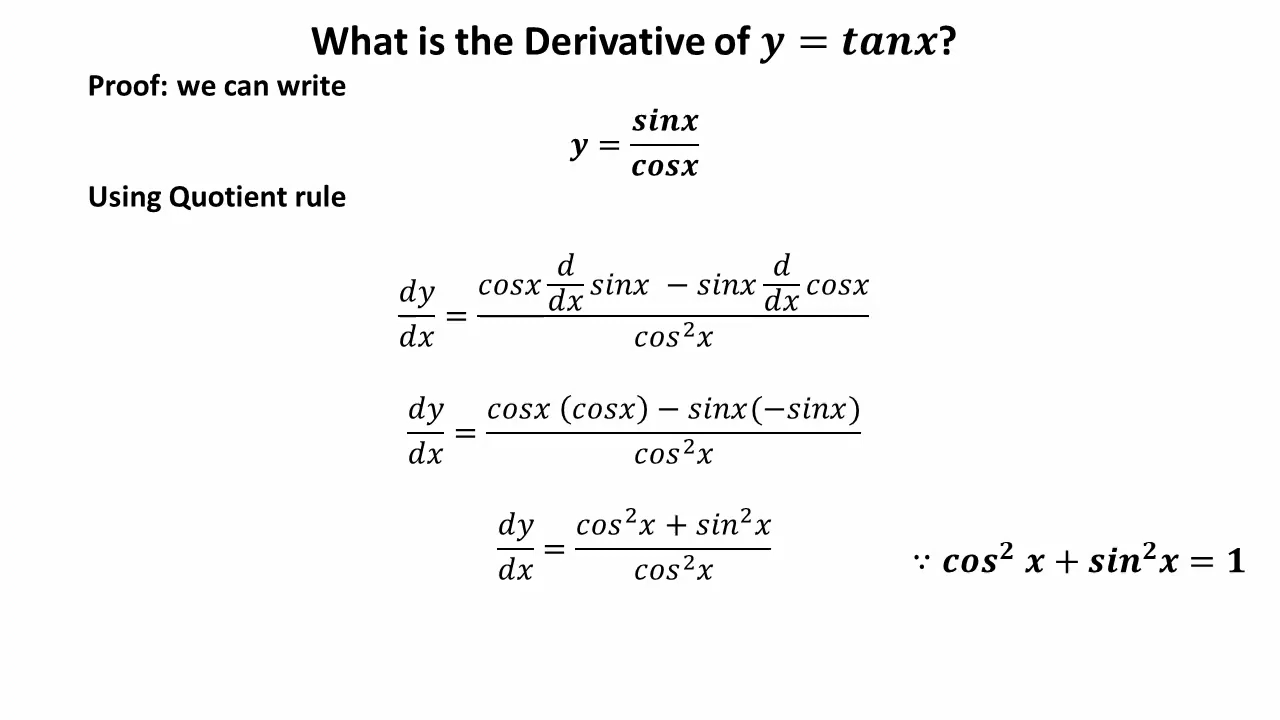 What is the Derivative of y = tanx?
Proof: we can write
y = sinx/cosx
Using Quotient rule
dy/dx = (cosx d/dx sinx − sinx d/dx cosx)/cos²x
dy/dx = (cosx (cosx) − sinx(−sinx))/cos²x
dy/dx = (cos²x + sin²x)/cos²x
∵ cos² x + sin²x = 1